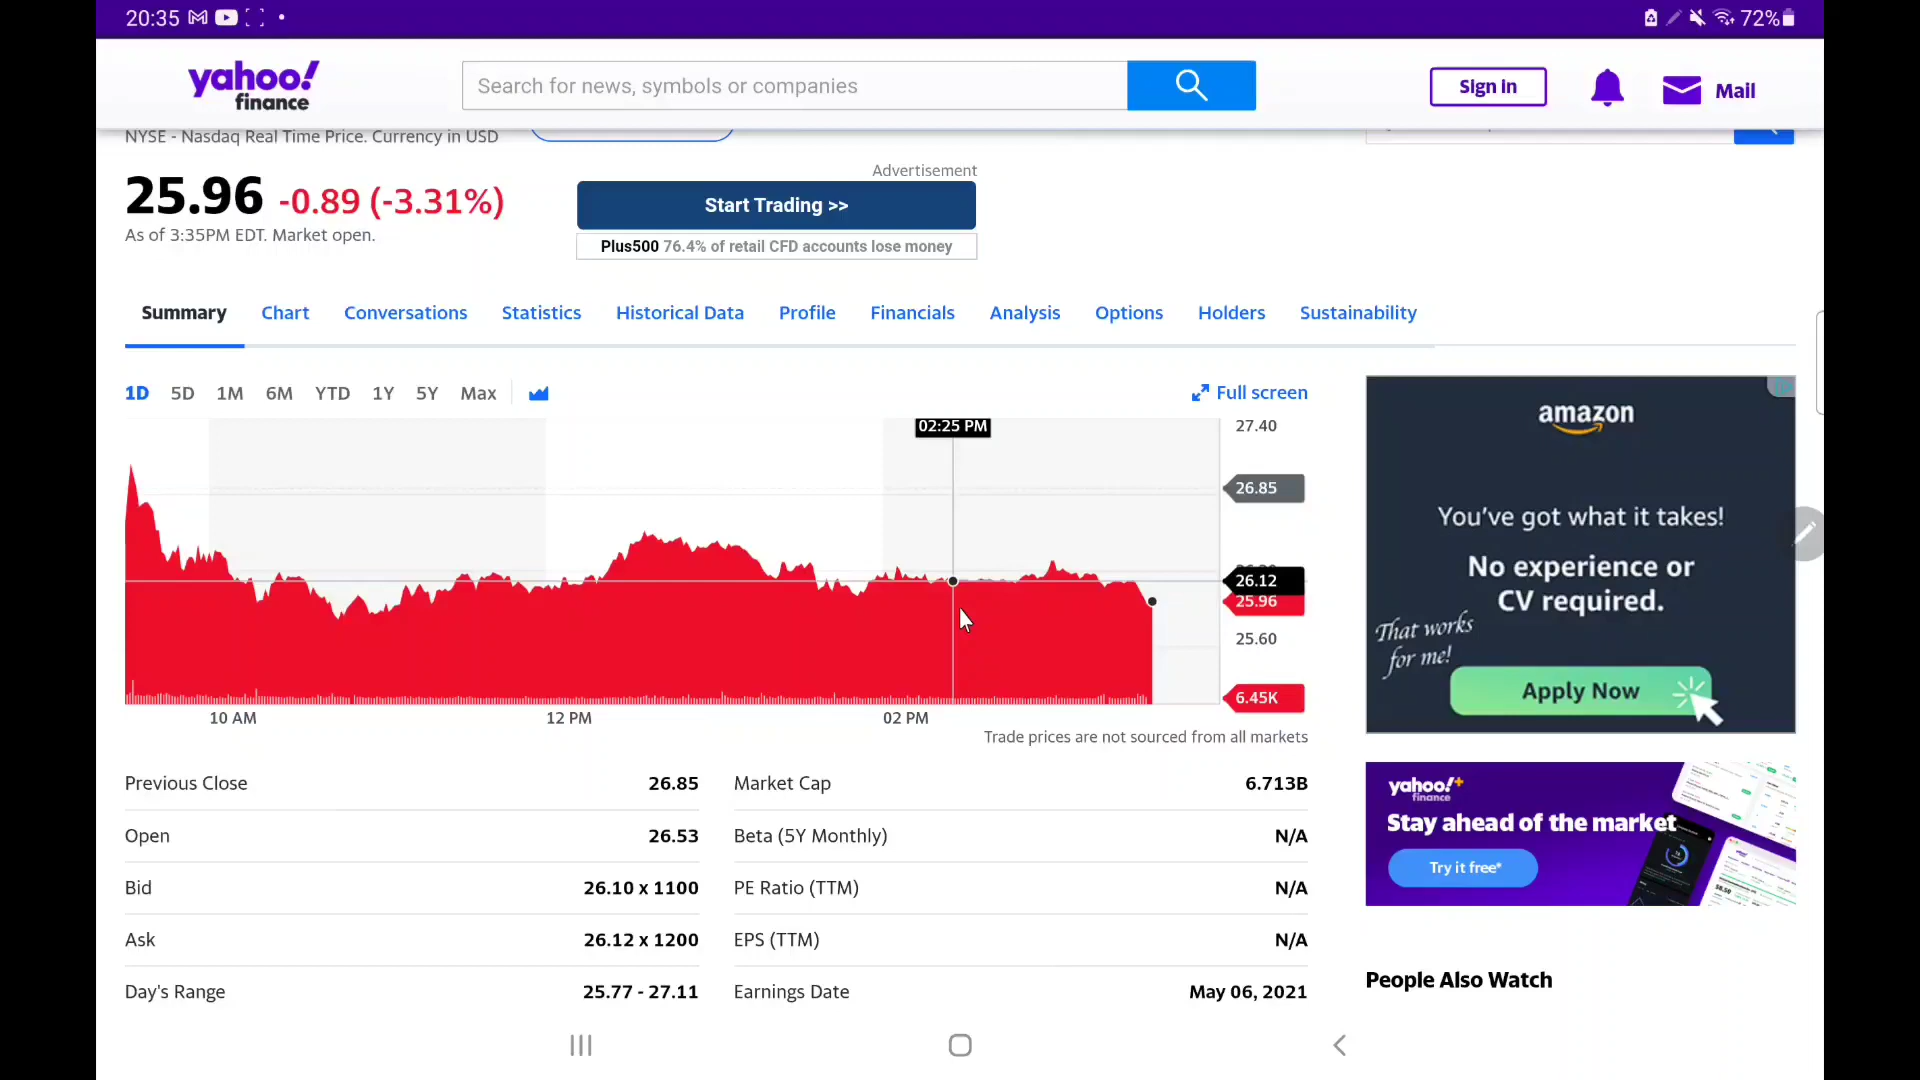 20:35
72%
yahoo!
finance
Search for news, symbols or companies
Sign In
Mail
NYSE - Nasdaq Real Time Price. Currency in USD
25.96 -0.89 (-3.31%)
As of 3:35PM EDT. Market open.
Advertisement
Start Trading >>
Plus500 76.4% of retail CFD accounts lose money
Summary Chart Conversations Statistics Historical Data Profile Financials Analysis Options Holders Sustainability
1D 5D 1M 6M YTD 1Y 5Y Max
Full screen
02:25 PM
27.40
26.85
26.12
25.96
25.60
6.45K
10 AM 12 PM 02 PM
Trade prices are not sourced from all markets
Previous Close 26.85
Open 26.53
Bid 26.10 x 1100
Ask 26.12 x 1200
Day's Range 25.77 - 27.11
Market Cap 6.713B
Beta (5Y Monthly) N/A
PE Ratio (TTM) N/A
EPS (TTM) N/A
Earnings Date May 06, 2021
amazon
You've got what it takes!
No experience or
CV required.
That works
for me!
Apply Now
yahoo!+
finance
Stay ahead of the market
Try it free*
People Also Watch